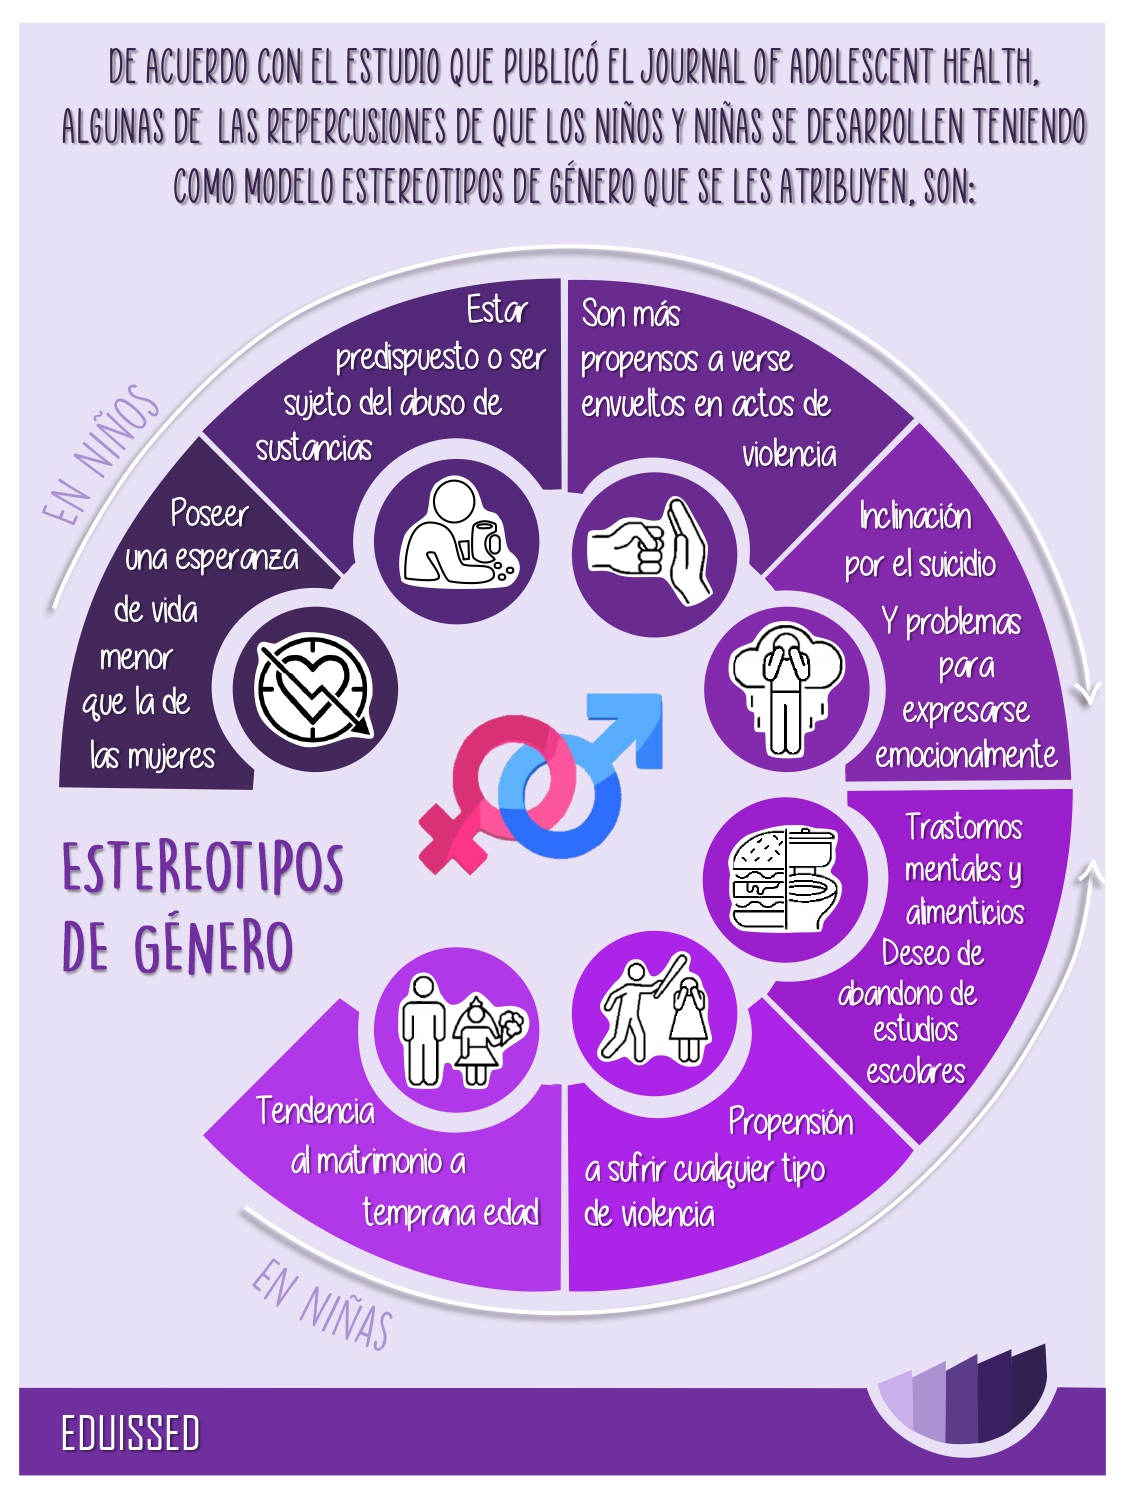 DE ACUERDO CON EL ESTUDIO QUE PUBLICÓ EL JOURNAL OF ADOLESCENT HEALTH,
ALGUNAS DE LAS REPERCUSIONES DE QUE LOS NIÑOS Y NIÑAS SE DESARROLLEN TENIENDO
COMO MODELO ESTEREOTIPOS DE GÉNERO QUE SE LES ATRIBUYEN, SON:
EN NIÑOS
Poseer
una esperanza
de vida
menor
que la de
las mujeres
Estar
predispuesto o ser
sujeto del abuso de
sustancias
Son más
propensos a verse
envueltos en actos de
violencia
Inclinación
por el suicidio
Y problemas
para
expresarse
emocionalmente
ESTEREOTIPOS
DE GÉNERO
Trastornos
mentales y
alimenticios
Deseo de
abandono de
estudios
escolares
Propensión
a sufrir cualquier tipo
de violencia
Tendencia
al matrimonio a
temprana edad
EN NIÑAS
EDUISSED